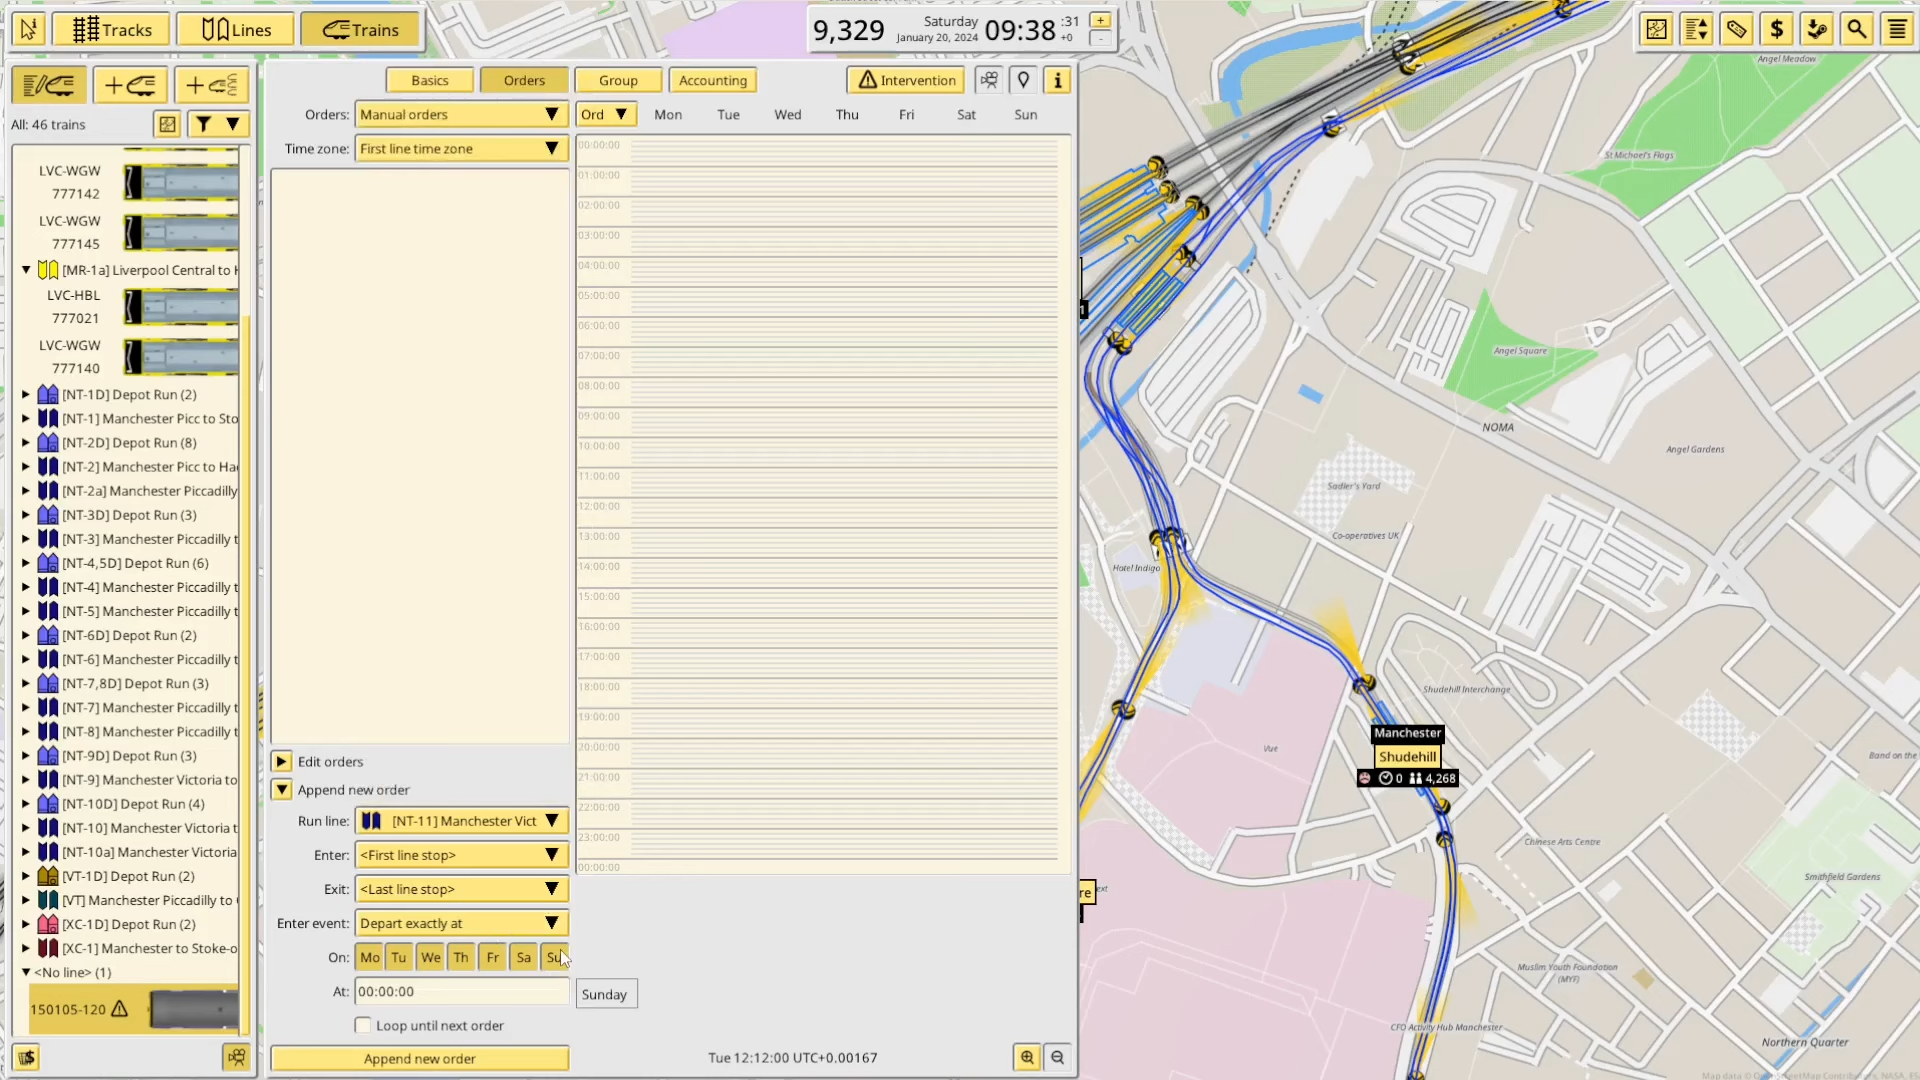 Tracks
Lines
Trains
9,329
Saturday
January 20, 2024
09:38
:31
+0
+
-
$
All: 46 trains
LVC-WGW
777142
LVC-WGW
777145
[MR-1a] Liverpool Central to H
LVC-HBL
777021
LVC-WGW
777140
[NT-1D] Depot Run (2)
[NT-1] Manchester Picc to Sto
[NT-2D] Depot Run (8)
[NT-2] Manchester Picc to Ha
[NT-2a] Manchester Piccadilly
[NT-3D] Depot Run (3)
[NT-3] Manchester Piccadilly t
[NT-4,5D] Depot Run (6)
[NT-4] Manchester Piccadilly t
[NT-5] Manchester Piccadilly t
[NT-6D] Depot Run (2)
[NT-6] Manchester Piccadilly t
[NT-7,8D] Depot Run (3)
[NT-7] Manchester Piccadilly t
[NT-8] Manchester Piccadilly t
[NT-9D] Depot Run (3)
[NT-9] Manchester Victoria to
[NT-10D] Depot Run (4)
[NT-10] Manchester Victoria t
[NT-10a] Manchester Victoria
[VT-1D] Depot Run (2)
[VT] Manchester Piccadilly to
[XC-1D] Depot Run (2)
[XC-1] Manchester to Stoke-o
<No line> (1)
150105-120
Basics
Orders
Group
Accounting
Intervention
i
Orders:
Manual orders
Time zone:
First line time zone
Ord
Mon
Tue
Wed
Thu
Fri
Sat
Sun
00:00:00
01:00:00
02:00:00
03:00:00
04:00:00
05:00:00
06:00:00
07:00:00
08:00:00
09:00:00
10:00:00
11:00:00
12:00:00
13:00:00
14:00:00
15:00:00
16:00:00
17:00:00
18:00:00
19:00:00
20:00:00
21:00:00
22:00:00
23:00:00
00:00:00
Edit orders
Append new order
Run line:
[NT-11] Manchester Vict
Enter:
<First line stop>
Exit:
<Last line stop>
Enter event:
Depart exactly at
On:
Mo
Tu
We
Th
Fr
Sa
Su
At:
00:00:00
Sunday
Loop until next order
Append new order
Tue 12:12:00 UTC+0.00167
Angel Meadow
St Michael's Flags
Angel Square
NOMA
Angel Gardens
Sadler's Yard
Co-operatives UK
Hotel Indigo
Shudehill Interchange
Vue
Manchester
Shudehill
0
4,268
Band on the
Chinese Arts Centre
Smithfield Gardens
Muslim Youth Foundation
(MYF)
CFO Activity Hub Manchester
Northern Quarter
re
ext